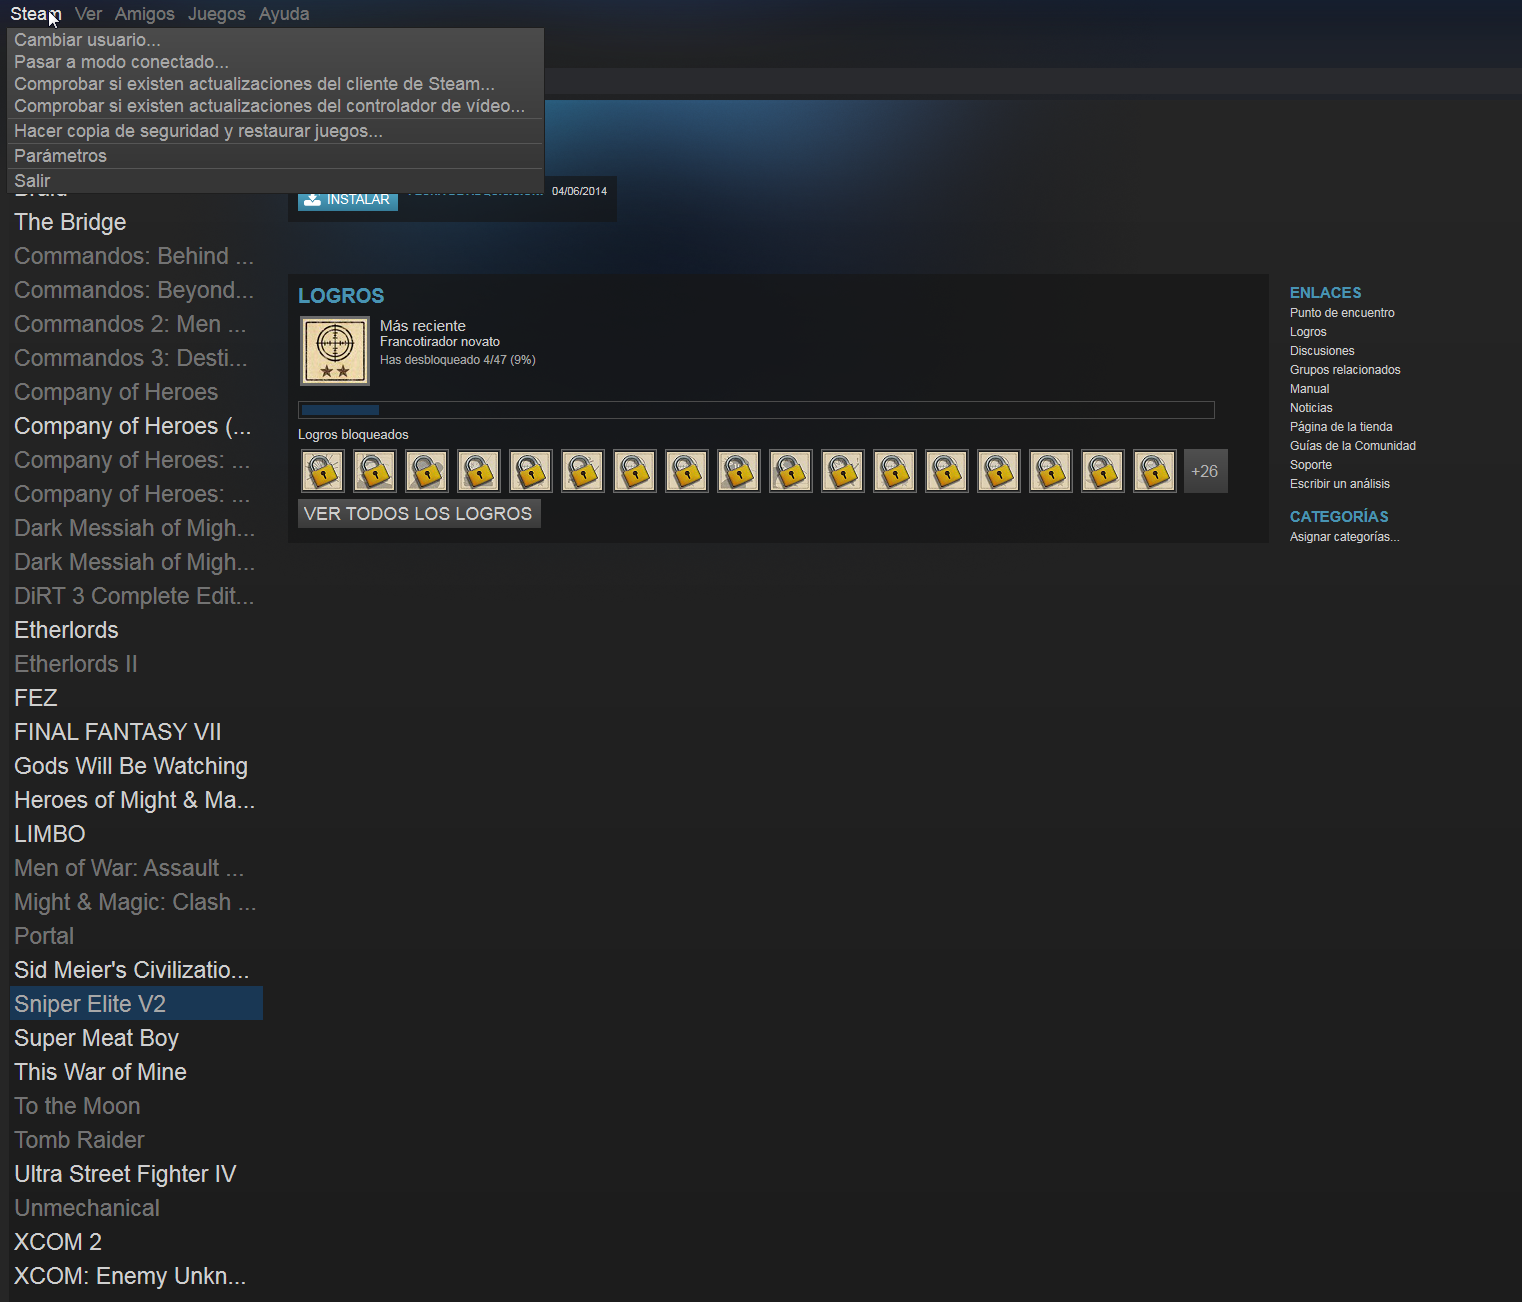 Steam Ver Amigos Juegos Ayuda
Cambiar usuario...
Pasar a modo conectado...
Comprobar si existen actualizaciones del cliente de Steam...
Comprobar si existen actualizaciones del controlador de vídeo...
Hacer copia de seguridad y restaurar juegos...
Parámetros
Salir
The Bridge
Commandos: Behind ...
Commandos: Beyond...
Commandos 2: Men ...
Commandos 3: Desti...
Company of Heroes
Company of Heroes (...
Company of Heroes: ...
Company of Heroes: ...
Dark Messiah of Migh...
Dark Messiah of Migh...
DiRT 3 Complete Edit...
Etherlords
Etherlords II
FEZ
FINAL FANTASY VII
Gods Will Be Watching
Heroes of Might & Ma...
LIMBO
Men of War: Assault ...
Might & Magic: Clash ...
Portal
Sid Meier's Civilizatio...
Sniper Elite V2
Super Meat Boy
This War of Mine
To the Moon
Tomb Raider
Ultra Street Fighter IV
Unmechanical
XCOM 2
XCOM: Enemy Unkn...
INSTALAR
04/06/2014
LOGROS
Más reciente
Francotirador novato
Has desbloqueado 4/47 (9%)
Logros bloqueados
+26
VER TODOS LOS LOGROS
ENLACES
Punto de encuentro
Logros
Discusiones
Grupos relacionados
Manual
Noticias
Página de la tienda
Guías de la Comunidad
Soporte
Escribir un análisis
CATEGORÍAS
Asignar categorías...